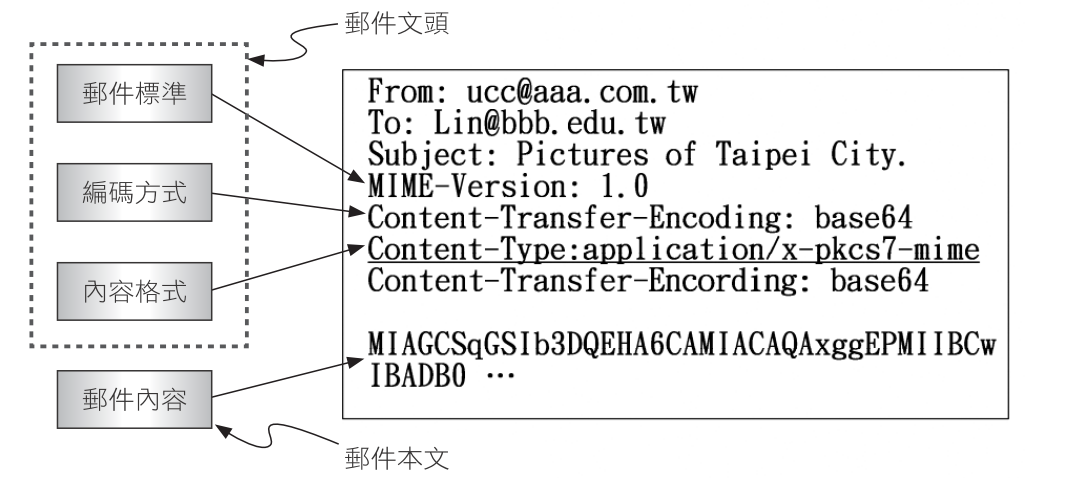 郵件文頭
郵件標準
編碼方式
內容格式
郵件內容
郵件本文
From: ucc@aaa.com.tw
To: Lin@bbb.edu.tw
Subject: Pictures of Taipei City.
MIME-Version: 1.0
Content-Transfer-Encoding: base64
Content-Type:application/x-pkcs7-mime
Content-Transfer-Encording: base64
MIAGCSqGSIb3DQEHA6CAMIACAQAxggEPMIIBCw
IBADB0 …